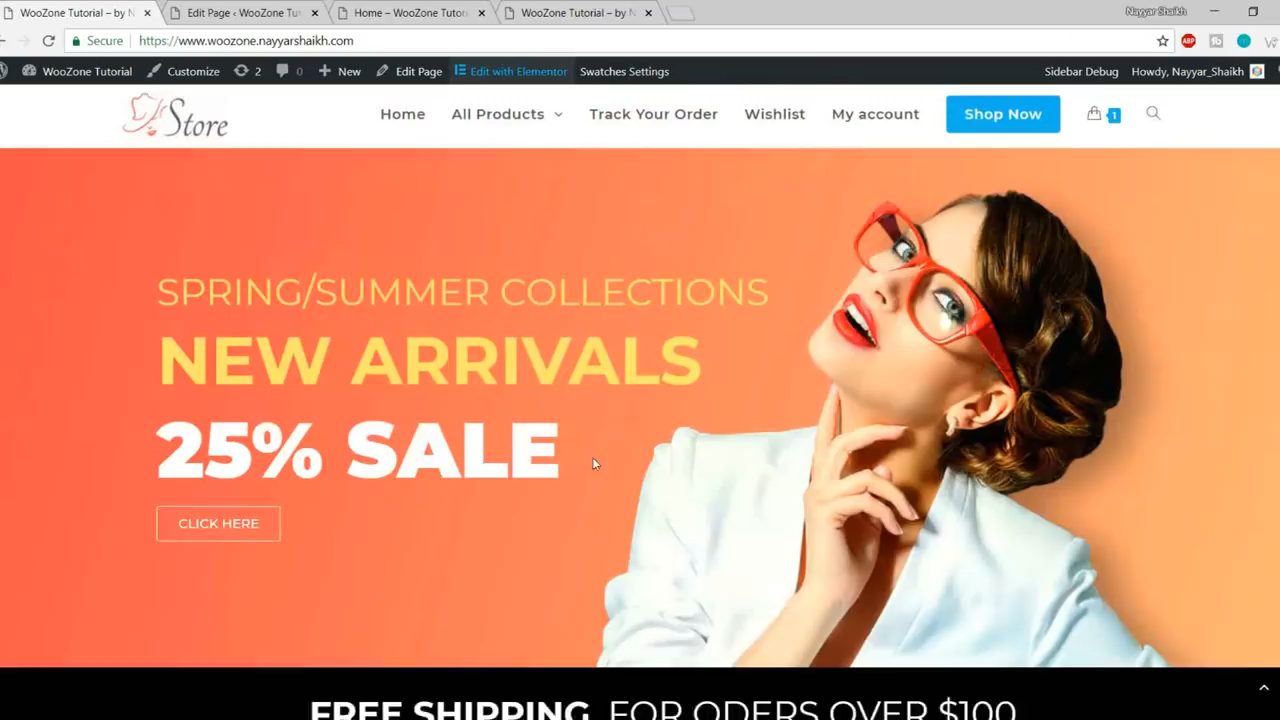 WooZone Tutorial – by N
Edit Page ‹ WooZone Tut
Home – WooZone Tutor
WooZone Tutorial – by N
Nayyar Shaikh
Secure
https://www.woozone.nayyarshaikh.com
ABP
WooZone Tutorial
Customize
2
0
New
Edit Page
Edit with Elementor
Swatches Settings
Sidebar Debug
Howdy, Nayyar_Shaikh
Store
Home
All Products
Track Your Order
Wishlist
My account
Shop Now
1
SPRING/SUMMER COLLECTIONS
NEW ARRIVALS
25% SALE
CLICK HERE
FREE SHIPPING FOR ODERS OVER $100